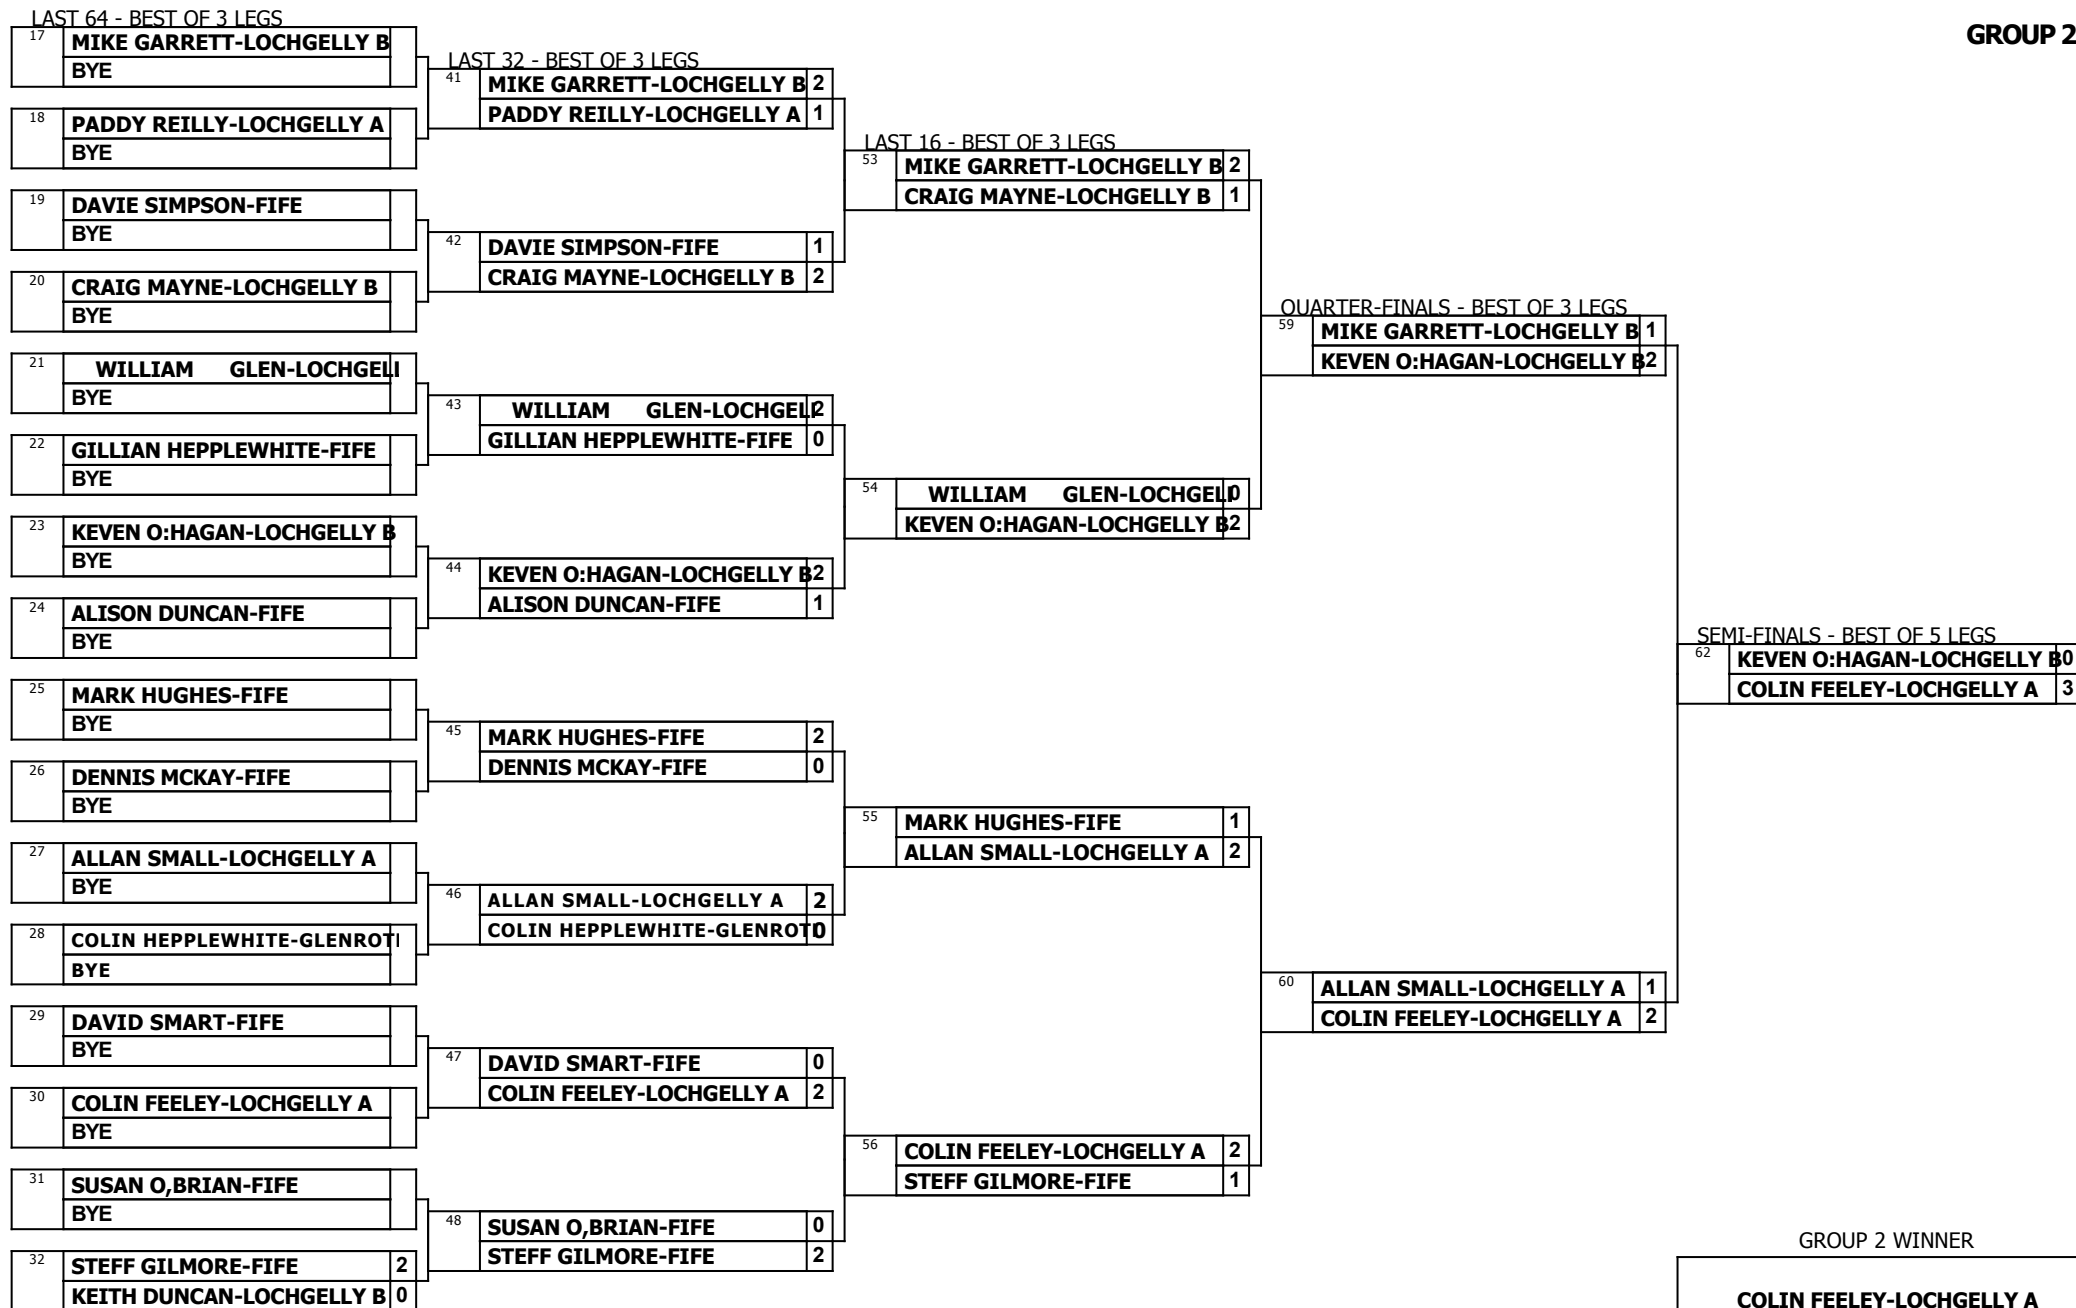 LAST 64 - BEST OF 3 LEGS
GROUP 2
17 MIKE GARRETT-LOCHGELLY B
BYE
18 PADDY REILLY-LOCHGELLY A
BYE
19 DAVIE SIMPSON-FIFE
BYE
20 CRAIG MAYNE-LOCHGELLY B
BYE
21 WILLIAM GLEN-LOCHGELL
BYE
22 GILLIAN HEPPLEWHITE-FIFE
BYE
23 KEVEN O:HAGAN-LOCHGELLY B
BYE
24 ALISON DUNCAN-FIFE
BYE
25 MARK HUGHES-FIFE
BYE
26 DENNIS MCKAY-FIFE
BYE
27 ALLAN SMALL-LOCHGELLY A
BYE
28 COLIN HEPPLEWHITE-GLENROT
BYE
29 DAVID SMART-FIFE
BYE
30 COLIN FEELEY-LOCHGELLY A
BYE
31 SUSAN O,BRIAN-FIFE
BYE
32 STEFF GILMORE-FIFE 2
KEITH DUNCAN-LOCHGELLY B 0
LAST 32 - BEST OF 3 LEGS
41 MIKE GARRETT-LOCHGELLY B 2
PADDY REILLY-LOCHGELLY A 1
42 DAVIE SIMPSON-FIFE 1
CRAIG MAYNE-LOCHGELLY B 2
43 WILLIAM GLEN-LOCHGELL 2
GILLIAN HEPPLEWHITE-FIFE 0
44 KEVEN O:HAGAN-LOCHGELLY B 2
ALISON DUNCAN-FIFE 1
45 MARK HUGHES-FIFE 2
DENNIS MCKAY-FIFE 0
46 ALLAN SMALL-LOCHGELLY A 2
COLIN HEPPLEWHITE-GLENROT 0
47 DAVID SMART-FIFE 0
COLIN FEELEY-LOCHGELLY A 2
48 SUSAN O,BRIAN-FIFE 0
STEFF GILMORE-FIFE 2
LAST 16 - BEST OF 3 LEGS
53 MIKE GARRETT-LOCHGELLY B 2
CRAIG MAYNE-LOCHGELLY B 1
54 WILLIAM GLEN-LOCHGELL 0
KEVEN O:HAGAN-LOCHGELLY B 2
55 MARK HUGHES-FIFE 1
ALLAN SMALL-LOCHGELLY A 2
56 COLIN FEELEY-LOCHGELLY A 2
STEFF GILMORE-FIFE 1
QUARTER-FINALS - BEST OF 3 LEGS
59 MIKE GARRETT-LOCHGELLY B 1
KEVEN O:HAGAN-LOCHGELLY B 2
60 ALLAN SMALL-LOCHGELLY A 1
COLIN FEELEY-LOCHGELLY A 2
SEMI-FINALS - BEST OF 5 LEGS
62 KEVEN O:HAGAN-LOCHGELLY B 0
COLIN FEELEY-LOCHGELLY A 3
GROUP 2 WINNER
COLIN FEELEY-LOCHGELLY A